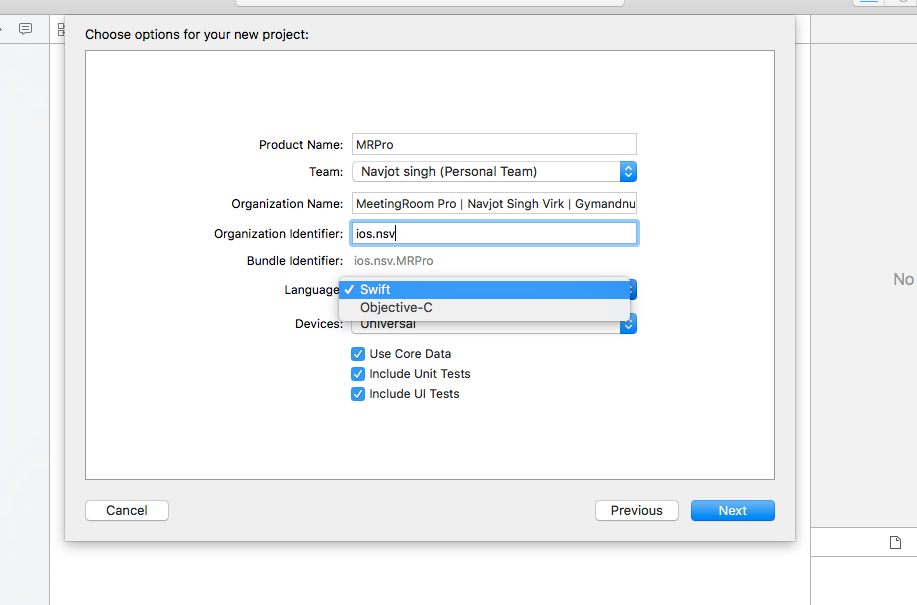 Choose options for your new project:
Product Name: MRPro
Team: Navjot singh (Personal Team)
Organization Name: MeetingRoom Pro | Navjot Singh Virk | Gymandnu
Organization Identifier: ios.nsv
Bundle Identifier: ios.nsv.MRPro
Language Swift
Objective-C
Devices: Universal
Use Core Data
Include Unit Tests
Include UI Tests
No
Cancel Previous Next